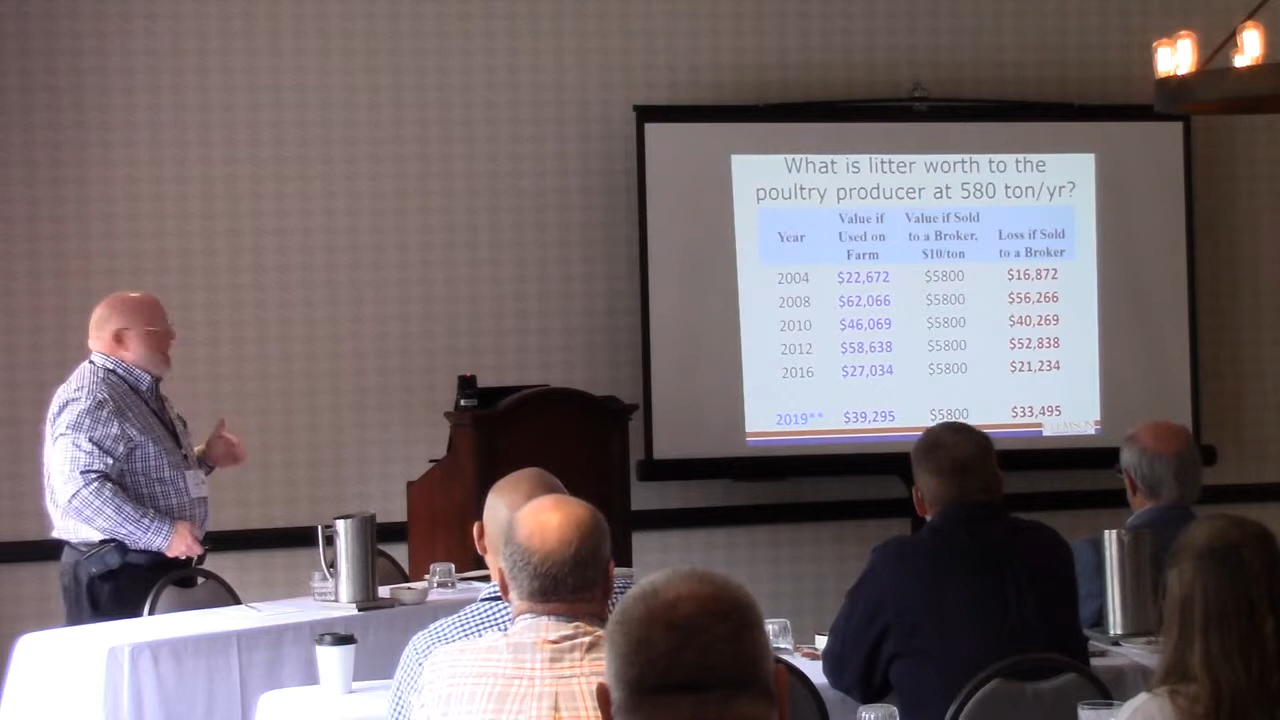 What is litter worth to the
poultry producer at 580 ton/yr?
Year Value if Used on Farm Value if Sold to a Broker, $10/ton Loss if Sold to a Broker
2004 $22,672 $5800 $16,872
2008 $62,066 $5800 $56,266
2010 $46,069 $5800 $40,269
2012 $58,638 $5800 $52,838
2016 $27,034 $5800 $21,234
2019** $39,295 $5800 $33,495
CLEMSON